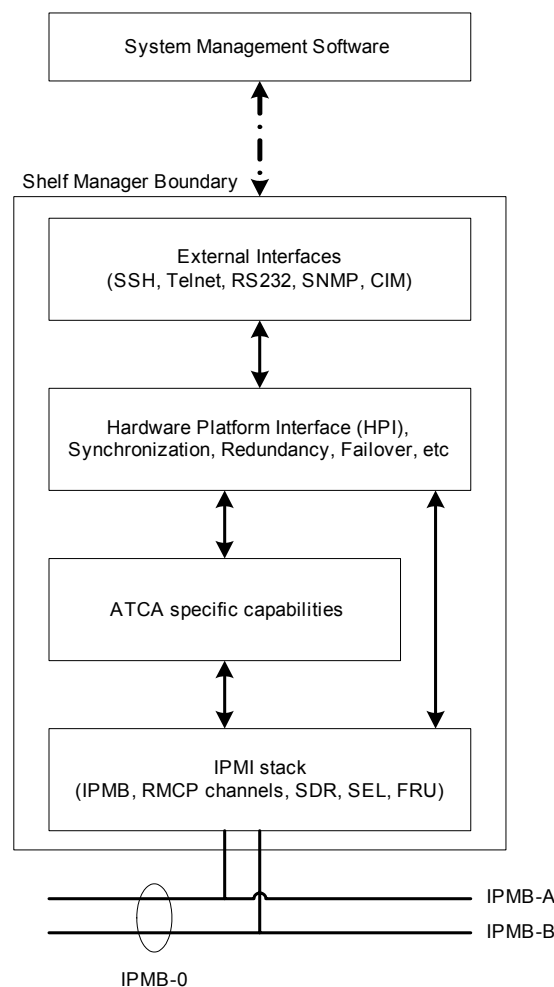 System Management Software
Shelf Manager Boundary
External Interfaces
(SSH, Telnet, RS232, SNMP, CIM)
Hardware Platform Interface (HPI),
Synchronization, Redundancy, Failover, etc
ATCA specific capabilities
IPMI stack
(IPMB, RMCP channels, SDR, SEL, FRU)
IPMB-A
IPMB-B
IPMB-0